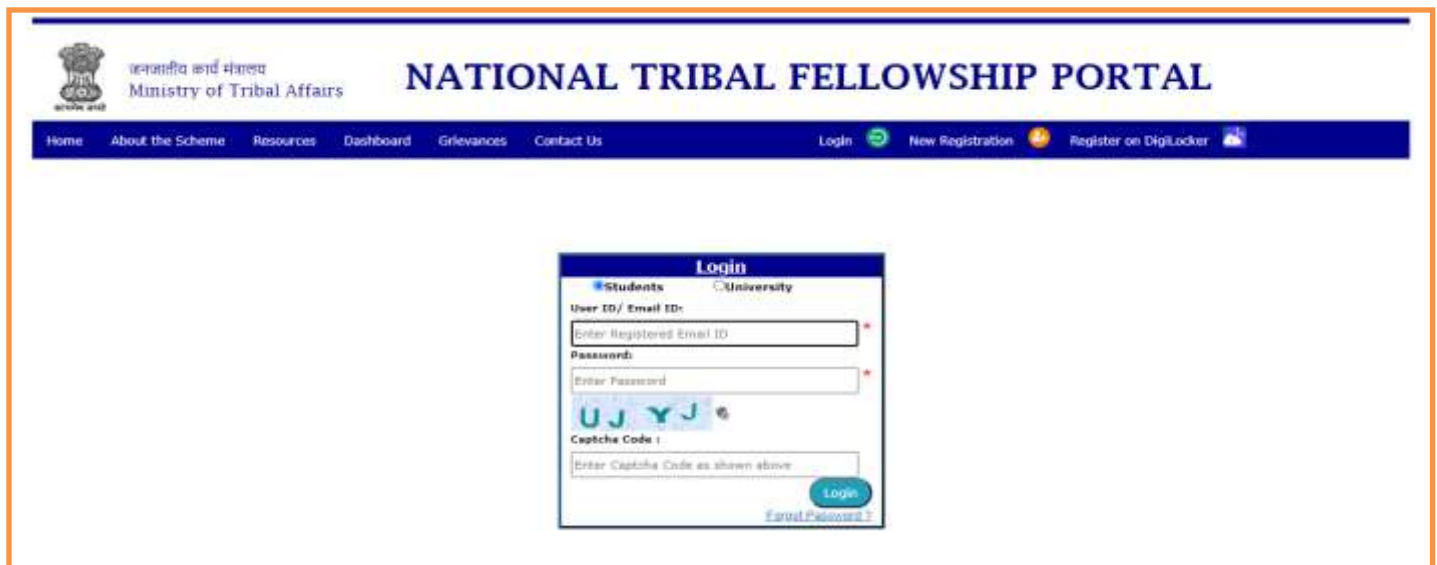 जनजातीय कार्य मंत्रालय
Ministry of Tribal Affairs
NATIONAL TRIBAL FELLOWSHIP PORTAL
Home About the Scheme Resources Dashboard Grievances Contact Us Login New Registration Register on DigiLocker
Login
Students University
User ID/ Email ID:
Enter Registered Email ID *
Password:
Enter Password *
UJ YJ
Captcha Code :
Enter Captcha Code as shown above
Login
Forgot Password ?